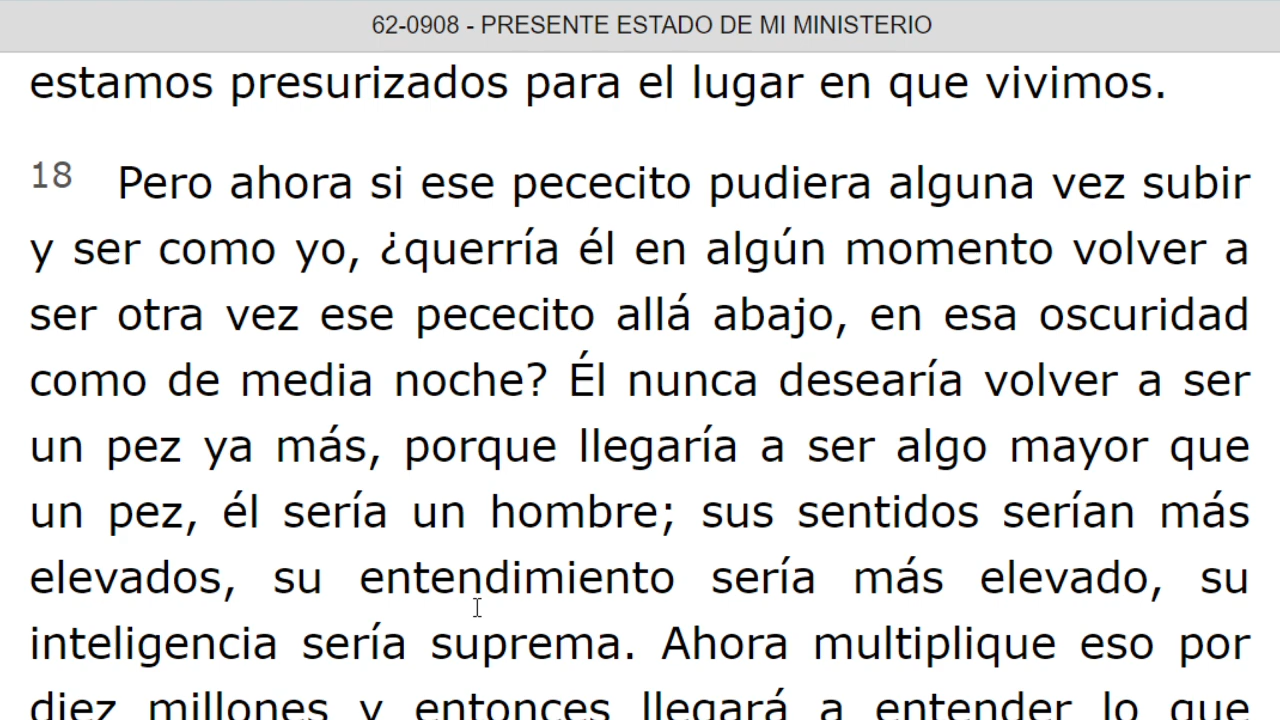 62-0908 - PRESENTE ESTADO DE MI MINISTERIO
estamos presurizados para el lugar en que vivimos.
18 Pero ahora si ese pececito pudiera alguna vez subir
y ser como yo, ¿querría él en algún momento volver a
ser otra vez ese pececito allá abajo, en esa oscuridad
como de media noche? Él nunca desearía volver a ser
un pez ya más, porque llegaría a ser algo mayor que
un pez, él sería un hombre; sus sentidos serían más
elevados, su entendimiento sería más elevado, su
inteligencia sería suprema. Ahora multiplique eso por
diez millones y entonces llegará a entender lo que